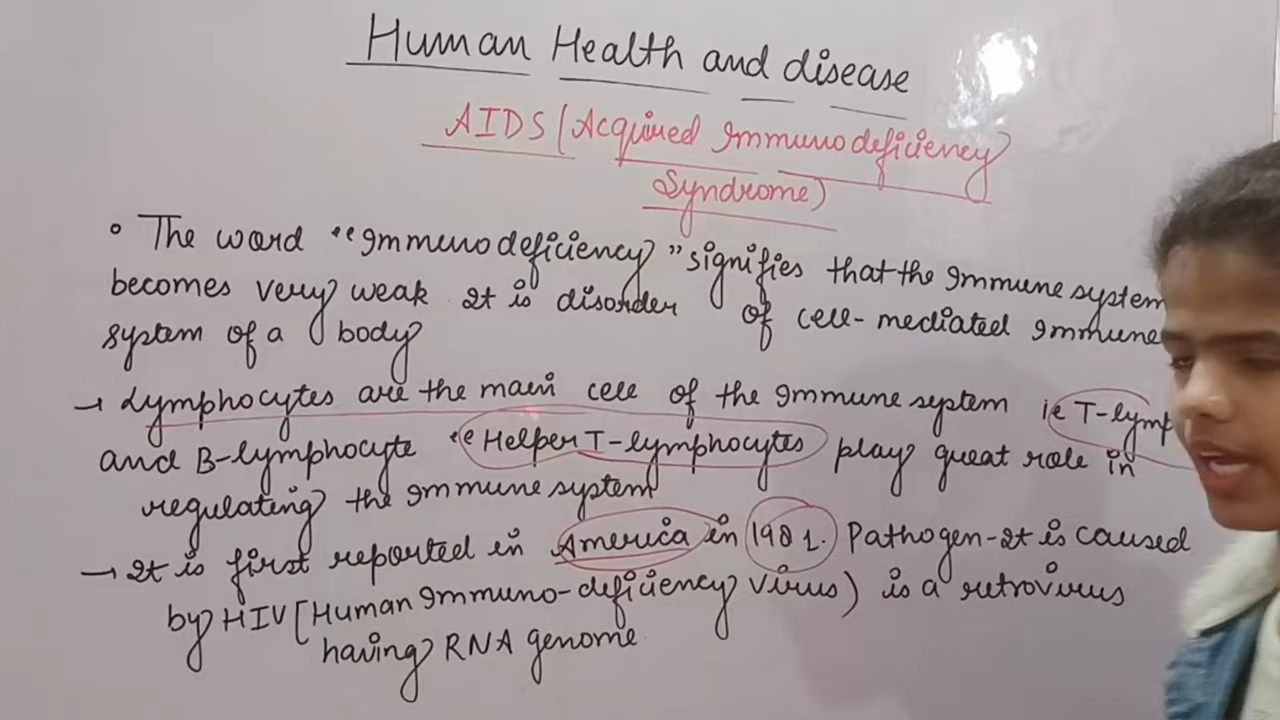 Human Health and disease
AIDS (Acquired Immunodeficiency
Syndrome)
• The word "Immunodeficiency" signifies that the Immune system
becomes very weak It is disorder of cell-mediated Immune
system of a body
→ Lymphocytes are the main cell of the Immune system ie T-lymp
and B-lymphocyte "Helper T-lymphocytes play great role in
regulating the Immune system
→ It is first reported in America in 1981. Pathogen-It is caused
by HIV [Human Immuno-deficiency virus) is a retrovirus
having RNA genome